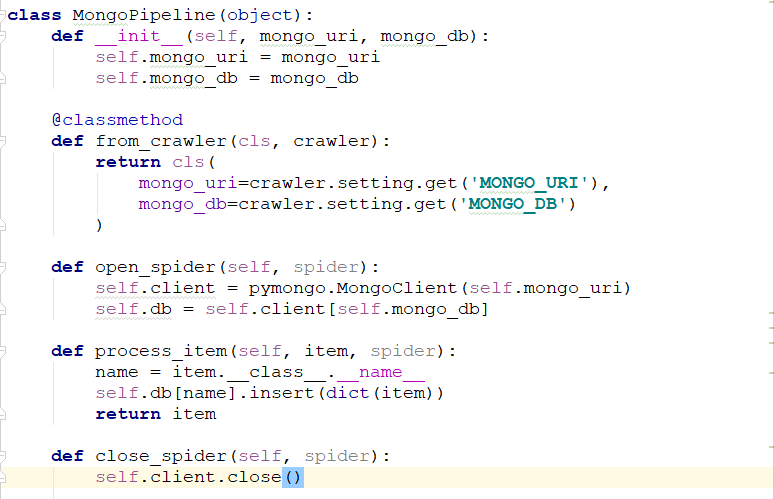 class MongoPipeline(object):
    def __init__(self, mongo_uri, mongo_db):
        self.mongo_uri = mongo_uri
        self.mongo_db = mongo_db

    @classmethod
    def from_crawler(cls, crawler):
        return cls(
            mongo_uri=crawler.setting.get('MONGO_URI'),
            mongo_db=crawler.setting.get('MONGO_DB')
        )

    def open_spider(self, spider):
        self.client = pymongo.MongoClient(self.mongo_uri)
        self.db = self.client[self.mongo_db]

    def process_item(self, item, spider):
        name = item.__class__.__name__
        self.db[name].insert(dict(item))
        return item

    def close_spider(self, spider):
        self.client.close()